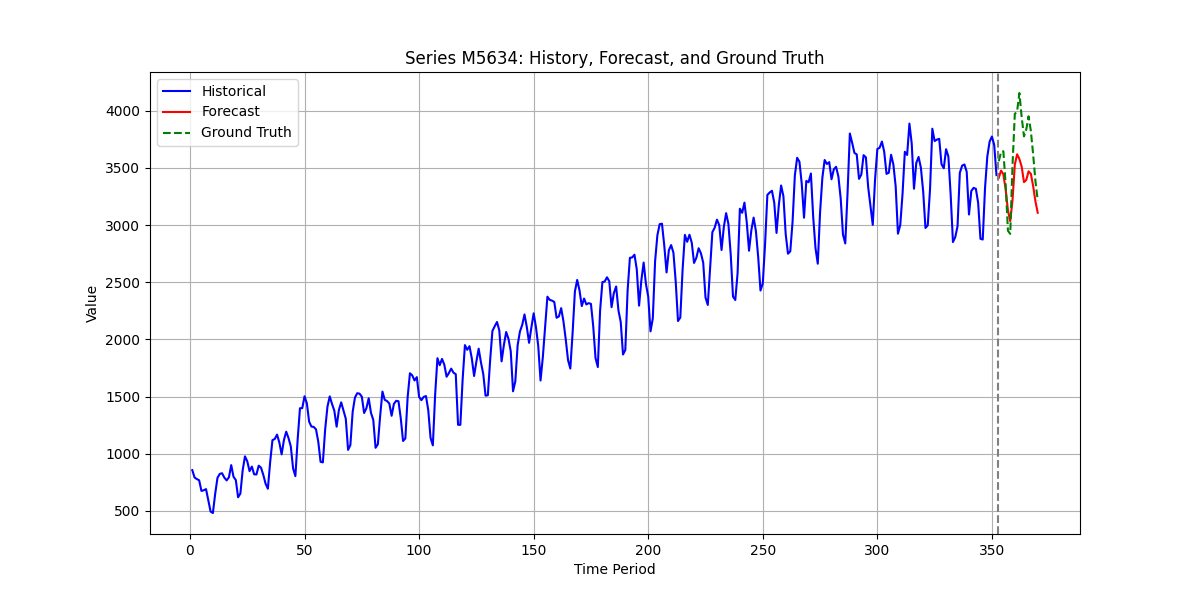 Series M5634: History, Forecast, and Ground Truth
Historical
Forecast
Ground Truth
Value
4000
3500
3000
2500
2000
1500
1000
500
0 50 100 150 200 250 300 350
Time Period